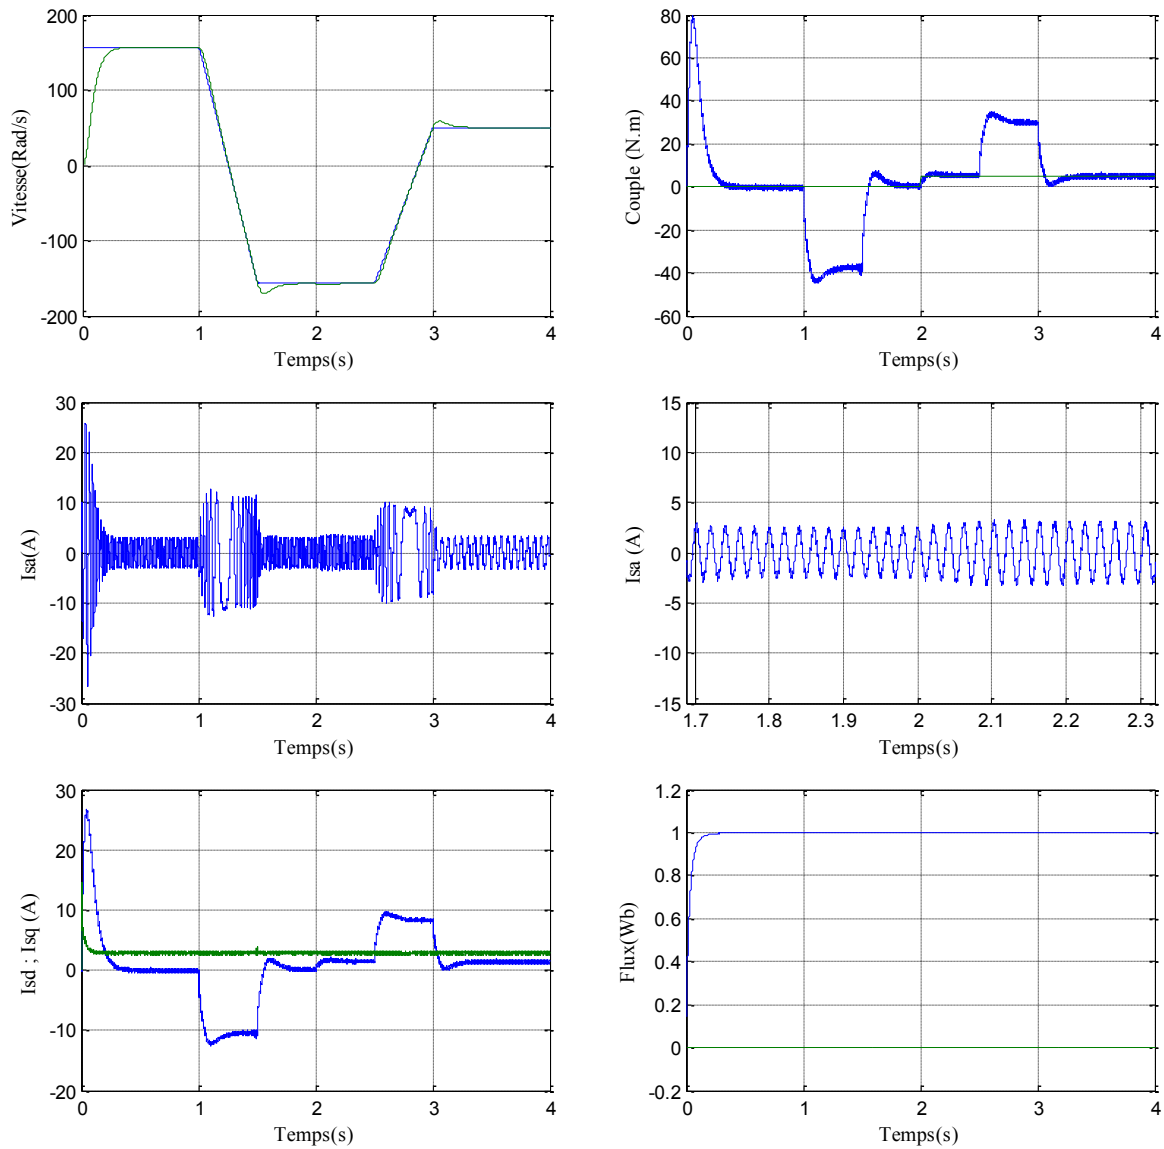 200
100
0
-100
-200
Vitesse(Rad/s)
0 1 2 3 4
Temps(s)
80
60
40
20
0
-20
-40
-60
Couple (N.m)
0 1 2 3 4
Temps(s)
30
20
10
0
-10
-20
-30
Isa(A)
0 1 2 3 4
Temps(s)
15
10
5
0
-5
-10
-15
Isa (A)
1.7 1.8 1.9 2 2.1 2.2 2.3
Temps(s)
30
20
10
0
-10
-20
Isd ; Isq (A)
0 1 2 3 4
Temps(s)
1.2
1
0.8
0.6
0.4
0.2
0
-0.2
Flux(Wb)
0 1 2 3 4
Temps(s)